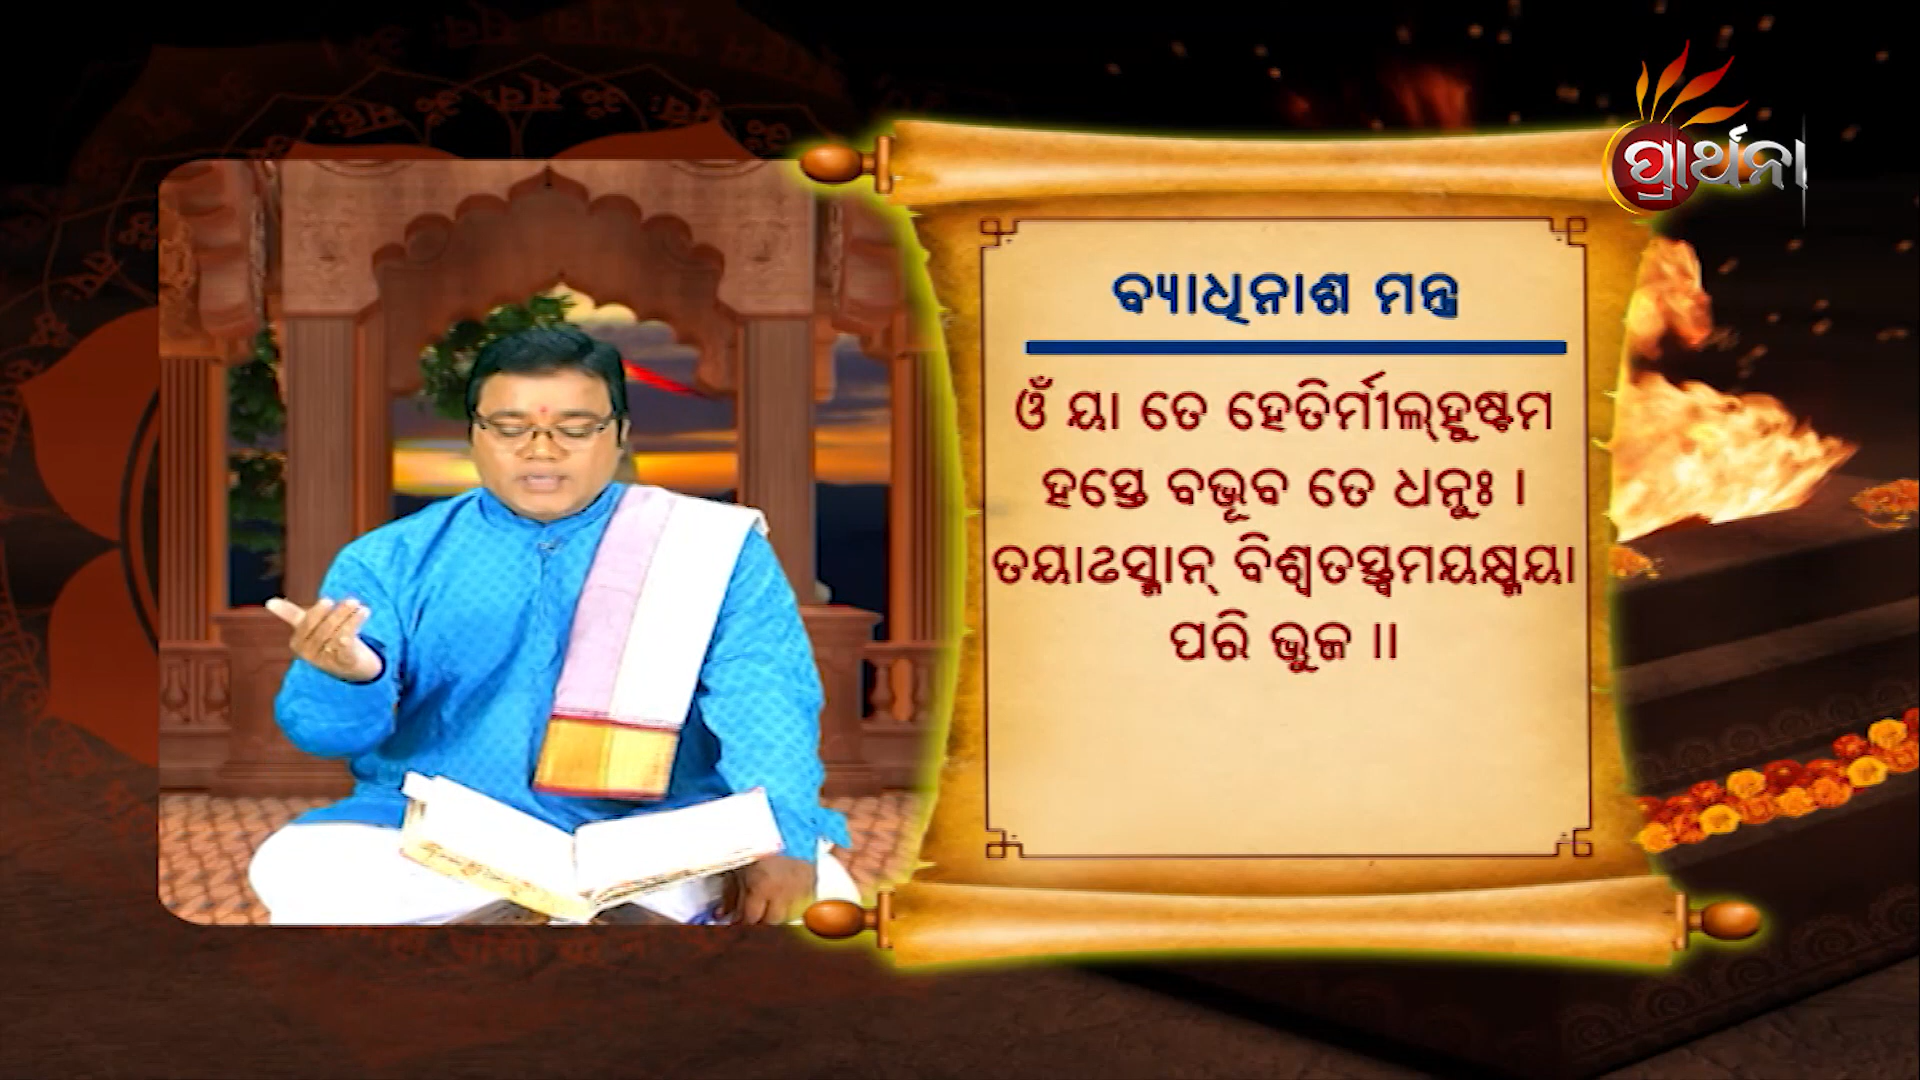 ପ୍ରାର୍ଥନା
ବ୍ୟାଧିନାଶ ମନ୍ତ୍ର
ଓଁ ୟା ତେ ହେତିର୍ମୀଲ୍‌ହୁଷ୍ଟମ
ହସ୍ତେ ବଭୂବ ତେ ଧନୁଃ ।
ତୟାଽସ୍ମାନ୍ ବିଶ୍ୱତସ୍ତ୍ୱମୟକ୍ଷ୍ମୟା
ପରି ଭୁଜ ।।